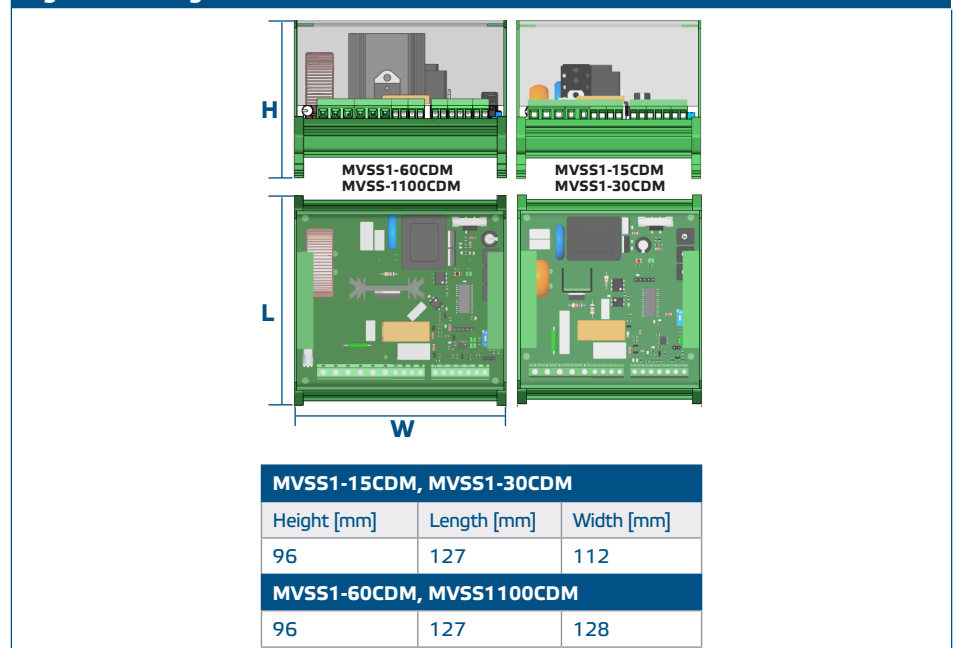 H
MVSS1-60CDM
MVSS-1100CDM
MVSS1-15CDM
MVSS1-30CDM
L
W
MVSS1-15CDM, MVSS1-30CDM
Height [mm] Length [mm] Width [mm]
96 127 112
MVSS1-60CDM, MVSS1100CDM
96 127 128